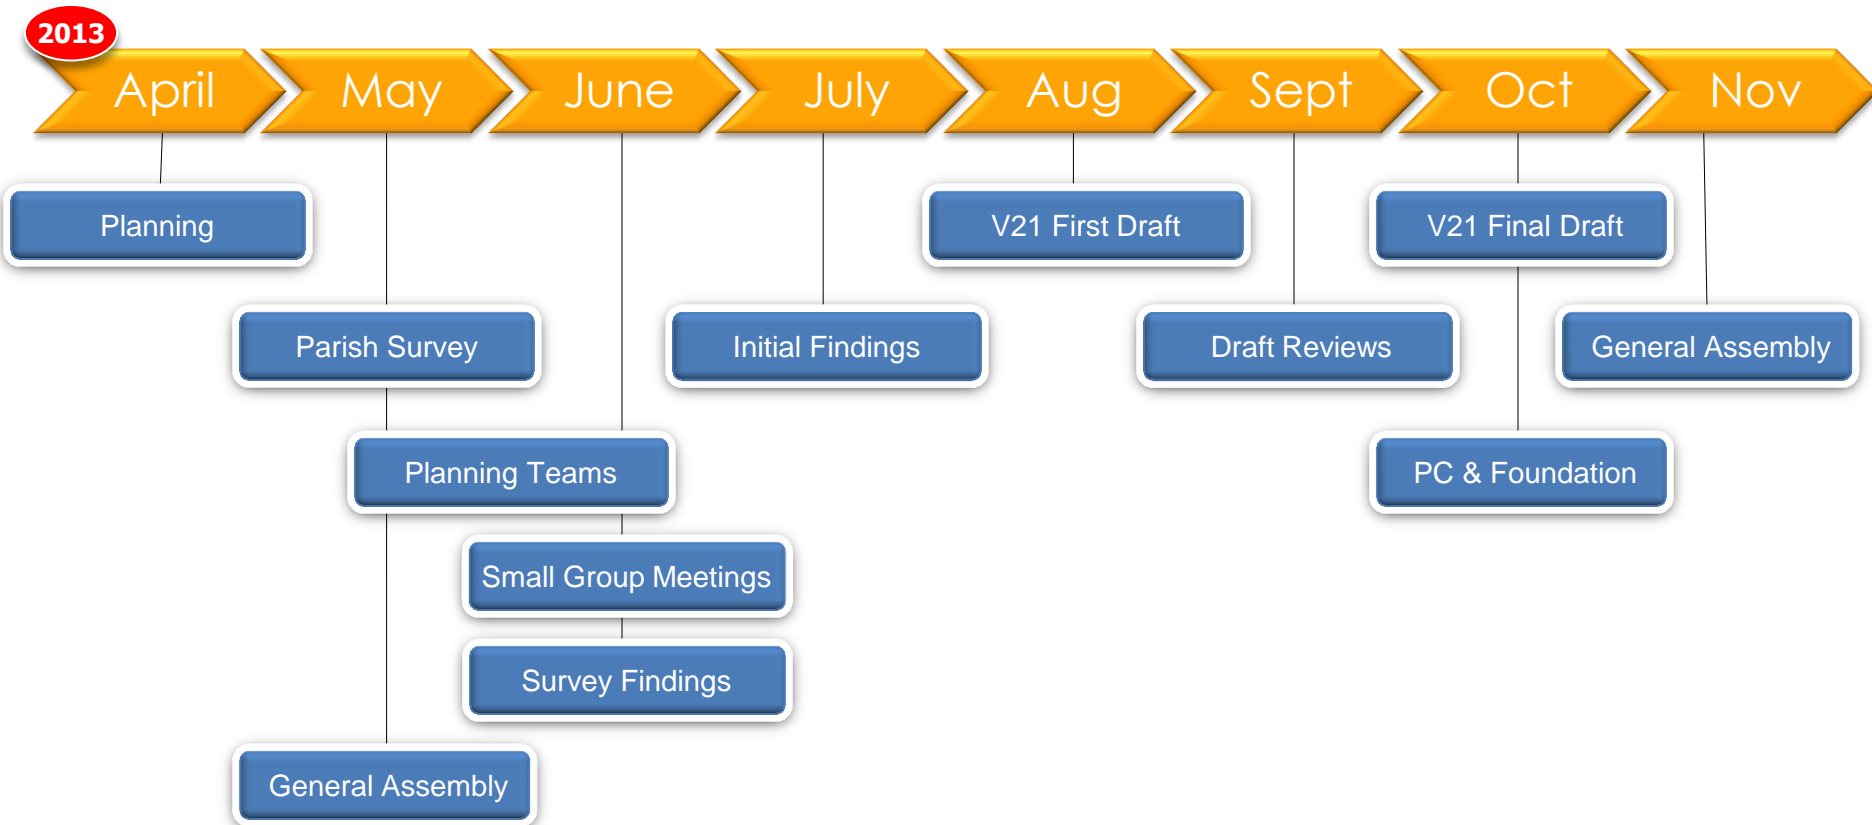 2013
April
May
June
July
Aug
Sept
Oct
Nov
Planning
V21 First Draft
V21 Final Draft
Parish Survey
Initial Findings
Draft Reviews
General Assembly
Planning Teams
PC & Foundation
Small Group Meetings
Survey Findings
General Assembly